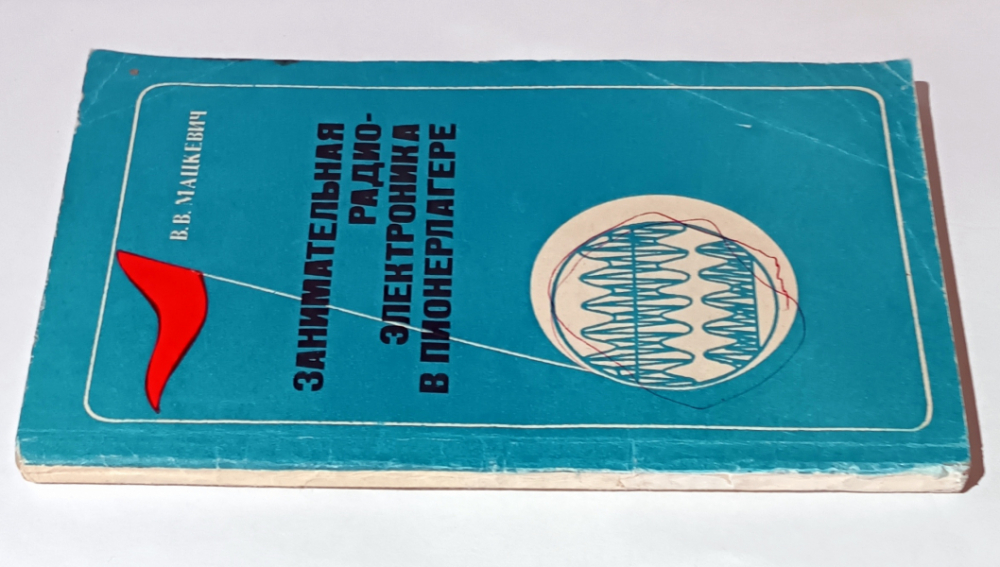 В.В. МАЦКЕВИЧ
ЗАНИМАТЕЛЬНАЯ
РАДИО-
ЭЛЕКТРОНИКА
В ПИОНЕРЛАГЕРЕ